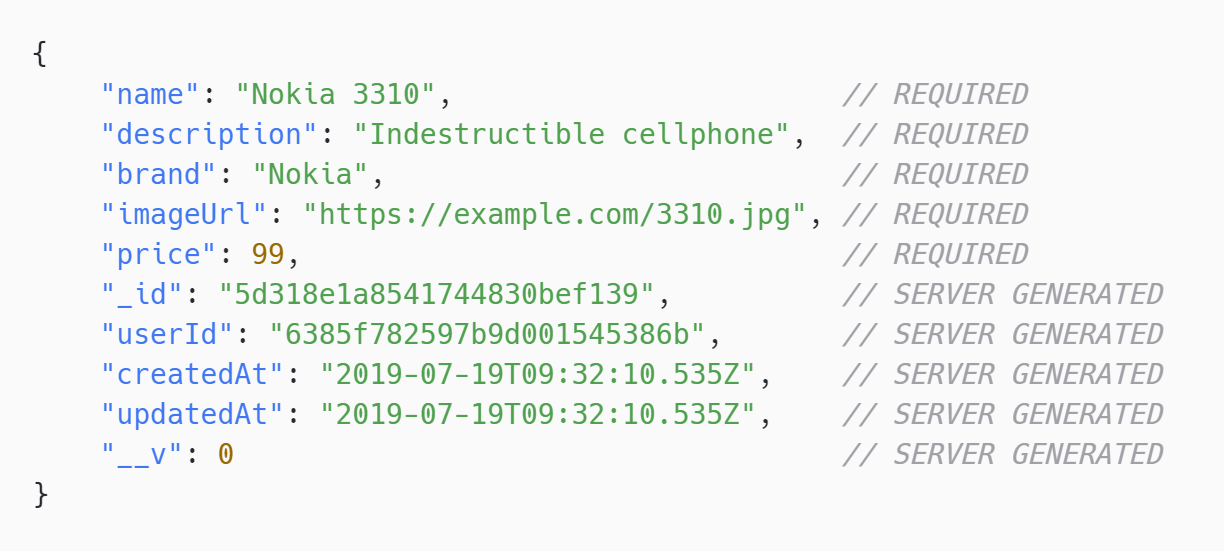 {
    "name": "Nokia 3310",                       // REQUIRED
    "description": "Indestructible cellphone",  // REQUIRED
    "brand": "Nokia",                           // REQUIRED
    "imageUrl": "https://example.com/3310.jpg", // REQUIRED
    "price": 99,                                // REQUIRED
    "_id": "5d318e1a8541744830bef139",          // SERVER GENERATED
    "userId": "6385f782597b9d001545386b",       // SERVER GENERATED
    "createdAt": "2019-07-19T09:32:10.535Z",    // SERVER GENERATED
    "updatedAt": "2019-07-19T09:32:10.535Z",    // SERVER GENERATED
    "__v": 0                                    // SERVER GENERATED
}